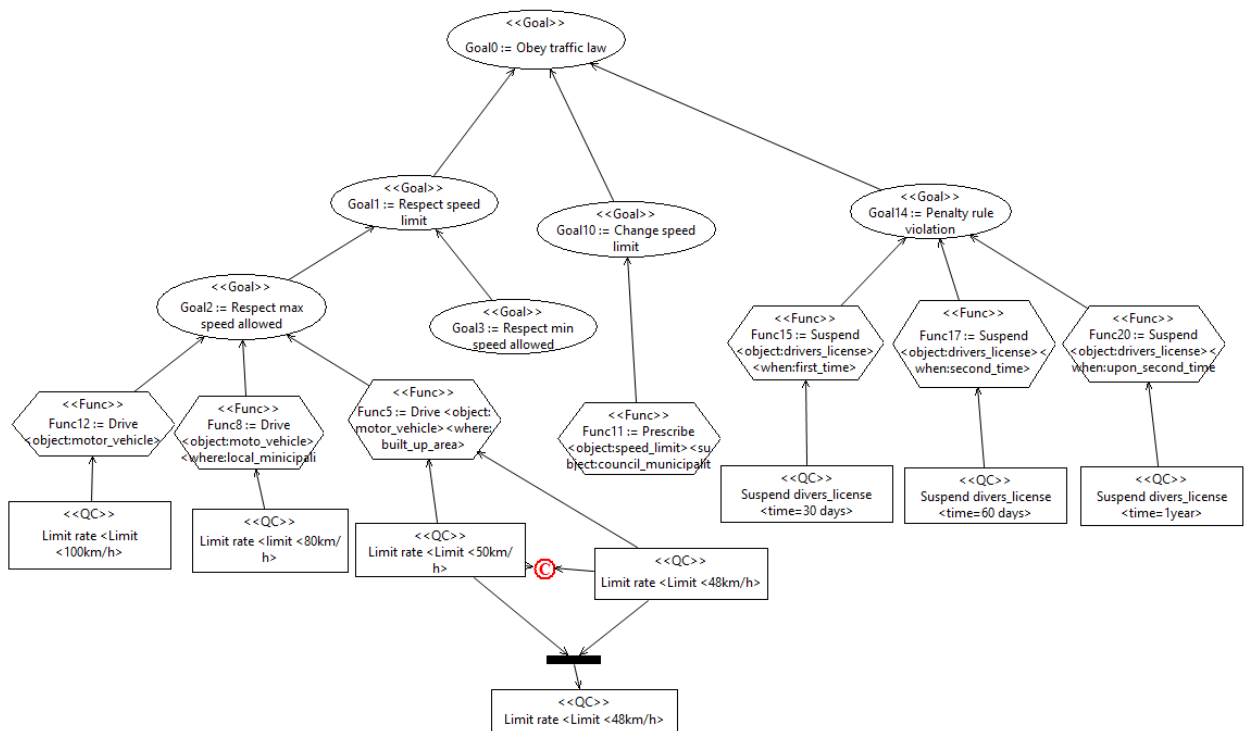 <<Goal>>
Goal0 := Obey traffic law
<<Goal>>
Goal1 := Respect speed
limit
<<Goal>>
Goal10 := Change speed
limit
<<Goal>>
Goal14 := Penalty rule
violation
<<Goal>>
Goal2 := Respect max
speed allowed
<<Goal>>
Goal3 := Respect min
speed allowed
<<Func>>
Func15 := Suspend
<object:drivers_license>
<when:first_time>
<<Func>>
Func17 := Suspend
<object:drivers_license><
when:second_time>
<<Func>>
Func20 := Suspend
<object:drivers_license><
when:upon_second_time
<<Func>>
Func12 := Drive
<object:motor_vehicle>
<<Func>>
Func8 := Drive
<object:moto_vehicle>
<where:local_minicipali
<<Func>>
Func5 := Drive <object:
motor_vehicle><where:
built_up_area>
<<Func>>
Func11 := Prescribe
<object:speed_limit><su
bject:council_municipalit
<<QC>>
Suspend divers_license
<time=30 days>
<<QC>>
Suspend divers_license
<time=60 days>
<<QC>>
Suspend divers_license
<time=1year>
<<QC>>
Limit rate <Limit
<100km/h>
<<QC>>
Limit rate <limit <80km/
h>
<<QC>>
Limit rate <Limit <50km/
h>
C
<<QC>>
Limit rate <Limit <48km/h>
<<QC>>
Limit rate <Limit <48km/h>